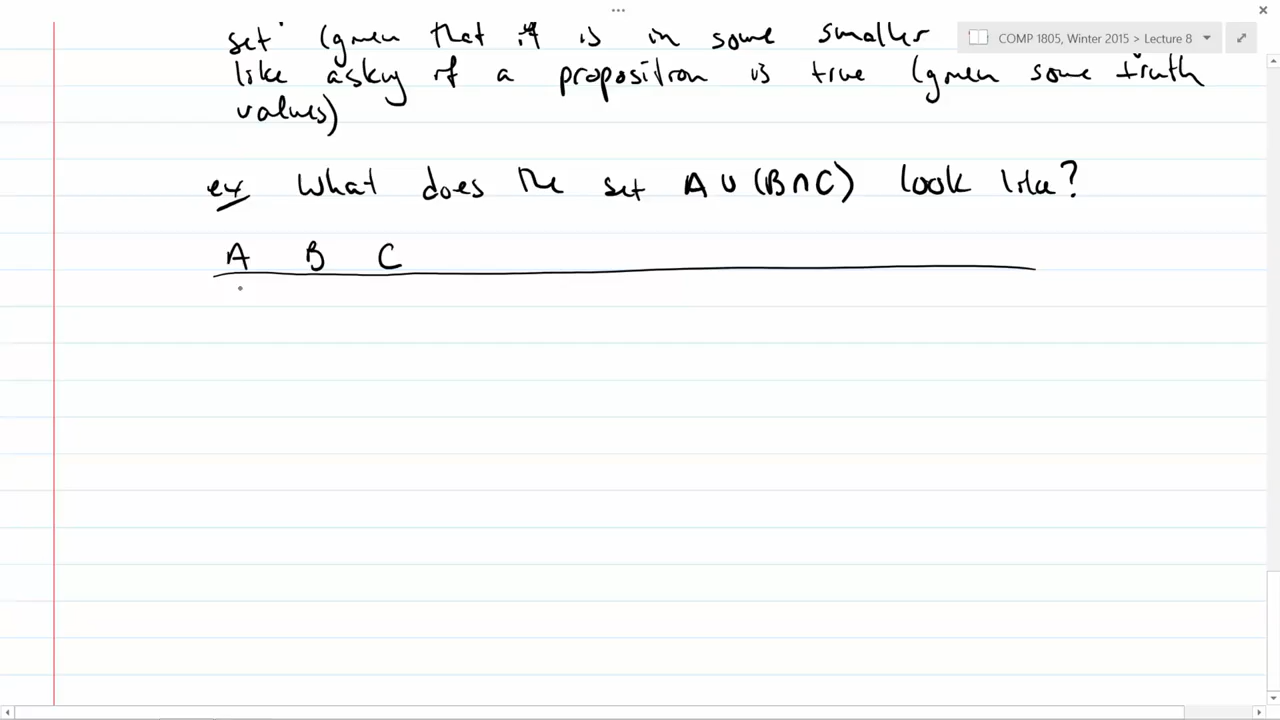 set (given that it is in some smaller
COMP 1805, Winter 2015 > Lecture 8
like asking if a proposition is true (given some truth
values)
ex What does the set A ∪ (B ∩ C) look like?
A B C